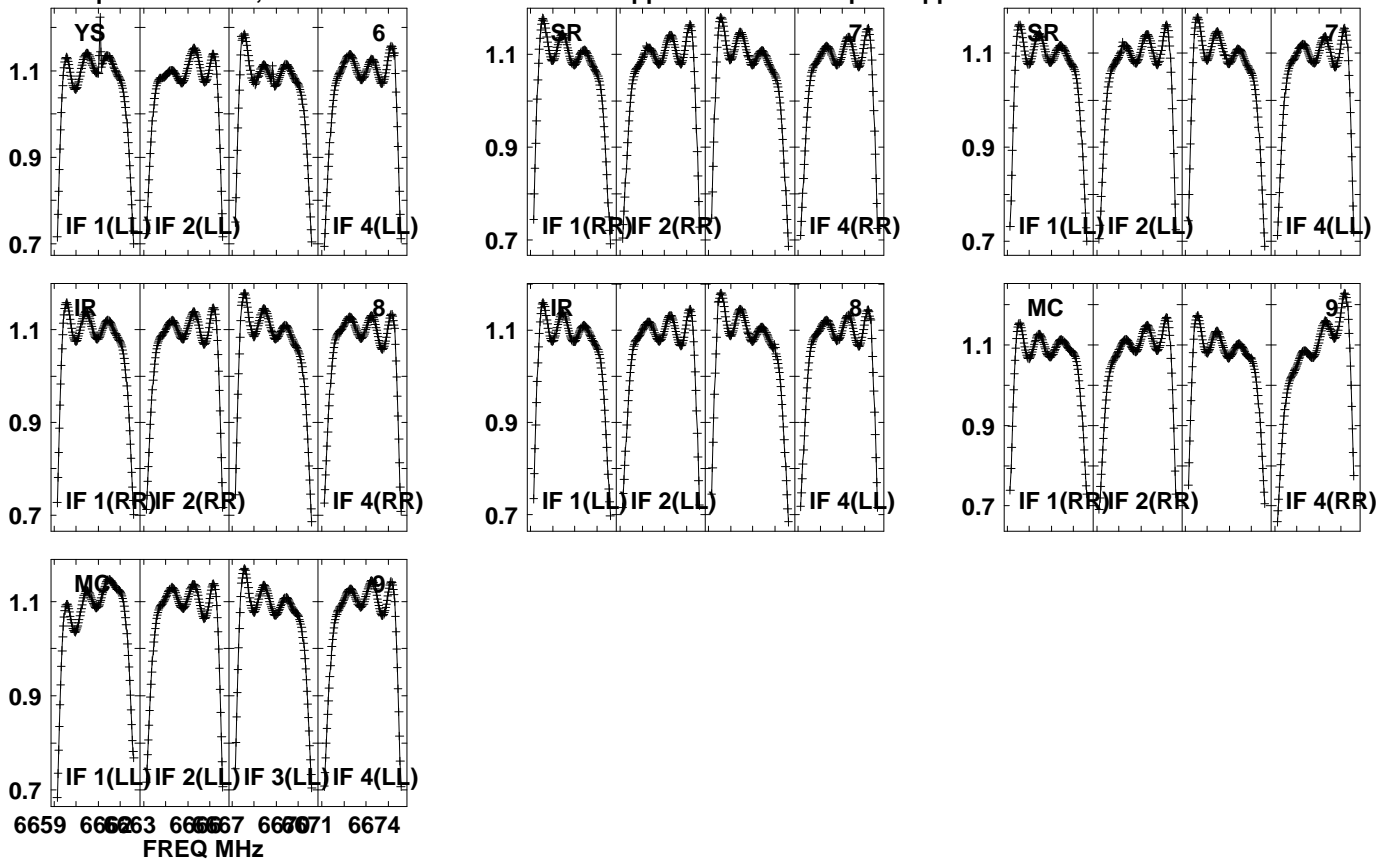 YS 6
1.1
0.9
0.7
IF 1(LL) IF 2(LL) IF 4(LL)
SR 7
1.1
0.9
0.7
IF 1(RR) IF 2(RR) IF 4(RR)
SR 7
1.1
0.9
0.7
IF 1(LL) IF 2(LL) IF 4(LL)
IR 8
1.1
0.9
0.7
IF 1(RR) IF 2(RR) IF 4(RR)
IR 8
1.1
0.9
0.7
IF 1(LL) IF 2(LL) IF 4(LL)
MC 9
1.1
0.9
0.7
IF 1(RR) IF 2(RR) IF 4(RR)
MC 9
1.1
0.9
0.7
IF 1(LL) IF 2(LL) IF 3(LL) IF 4(LL)
6659 6662 6663 6666 6667 6670 6671 6674
FREQ MHz